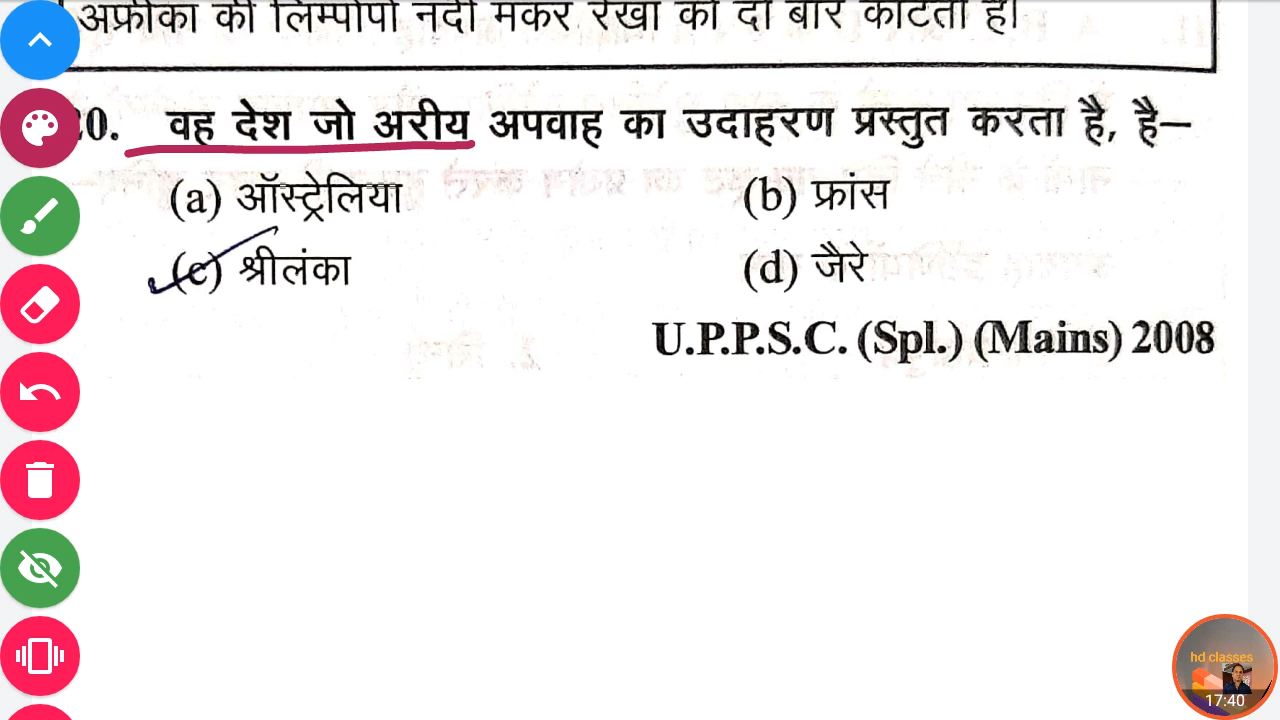 अफ्रीका की लिम्पोपो नदी मकर रेखा को दो बार काटती है।
20. वह देश जो अरीय अपवाह का उदाहरण प्रस्तुत करता है, है—
(a) ऑस्ट्रेलिया (b) फ्रांस
(c) श्रीलंका (d) जैरे
U.P.P.S.C. (Spl.) (Mains) 2008
hd classes
17:40